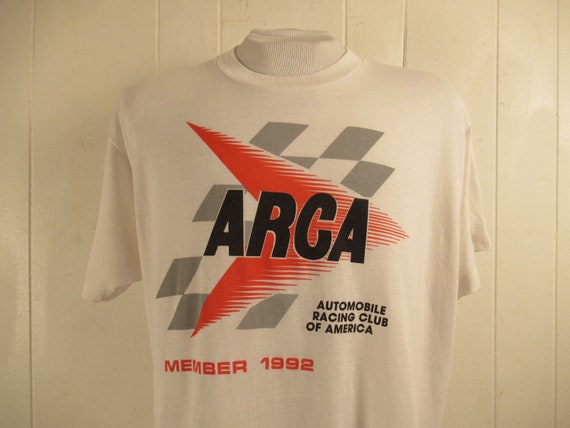 ARCA
AUTOMOBILE
RACING CLUB
OF AMERICA
MEMBER 1992